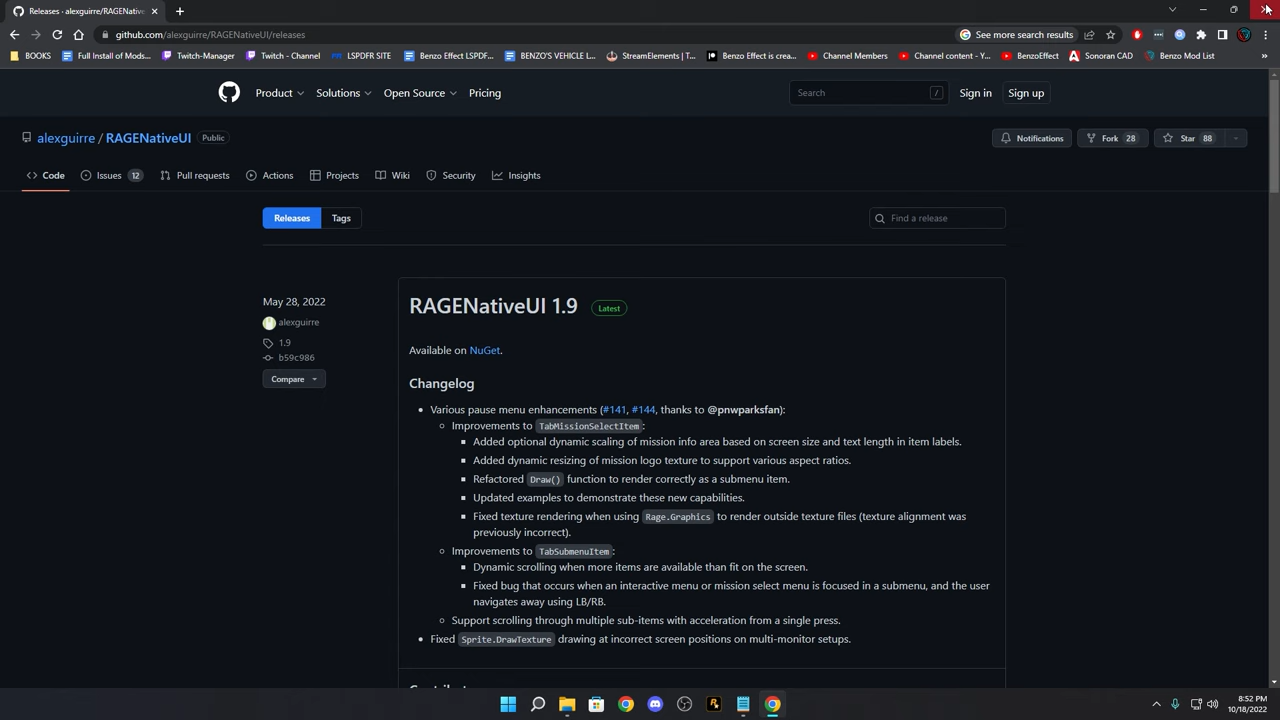 Releases · alexguirre/RAGENativ
github.com/alexguirre/RAGENativeUI/releases
See more search results
BOOKS
Full Install of Mods...
Twitch-Manager
Twitch - Channel
LSPDFR SITE
Benzo Effect LSPDF...
BENZO'S VEHICLE L...
StreamElements | T...
Benzo Effect is crea...
Channel Members
Channel content - Y...
BenzoEffect
Sonoran CAD
Benzo Mod List
»
Product
Solutions
Open Source
Pricing
Search /
Sign in
Sign up
alexguirre / RAGENativeUI Public
Notifications
Fork 28
Star 88
Code
Issues 12
Pull requests
Actions
Projects
Wiki
Security
Insights
Releases
Tags
Find a release
May 28, 2022
alexguirre
1.9
b59c986
Compare
RAGENativeUI 1.9 Latest
Available on NuGet.
Changelog
• Various pause menu enhancements (#141, #144, thanks to @pnwparksfan):
Improvements to TabMissionSelectItem:
Added optional dynamic scaling of mission info area based on screen size and text length in item labels.
Added dynamic resizing of mission logo texture to support various aspect ratios.
Refactored Draw() function to render correctly as a submenu item.
Updated examples to demonstrate these new capabilities.
Fixed texture rendering when using Rage.Graphics to render outside texture files (texture alignment was
previously incorrect).
Improvements to TabSubmenuItem:
Dynamic scrolling when more items are available than fit on the screen.
Fixed bug that occurs when an interactive menu or mission select menu is focused in a submenu, and the user
navigates away using LB/RB.
Support scrolling through multiple sub-items with acceleration from a single press.
• Fixed Sprite.DrawTexture drawing at incorrect screen positions on multi-monitor setups.
8:52 PM
10/18/2022